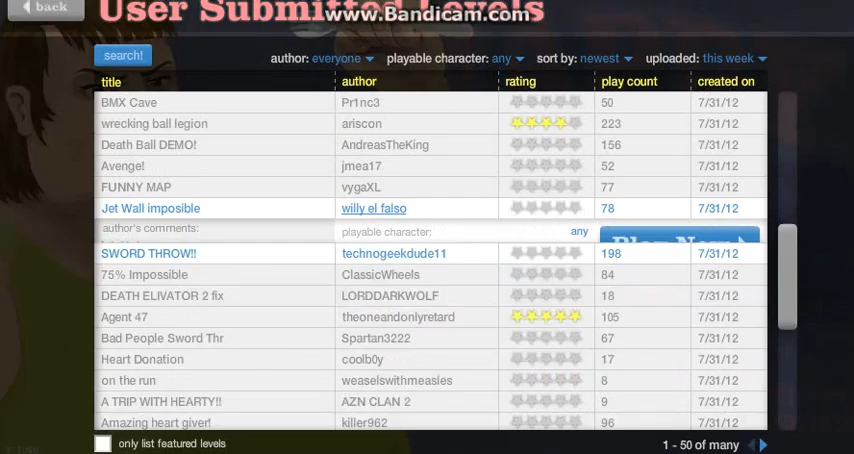 back
User Submitted Levels
www.Bandicam.com
search!
author: everyone playable character: any sort by: newest uploaded: this week
title author rating play count created on
BMX Cave Pr1nc3 50 7/31/12
wrecking ball legion ariscon 223 7/31/12
Death Ball DEMO! AndreasTheKing 156 7/31/12
Avenge! jmea17 52 7/31/12
FUNNY MAP vygaXL 77 7/31/12
Jet Wall imposible willy el falso 78 7/31/12
author's comments: playable character: any Play Now
SWORD THROW!! technogeekdude11 198 7/31/12
75% Impossible ClassicWheels 84 7/31/12
DEATH ELIVATOR 2 fix LORDDARKWOLF 18 7/31/12
Agent 47 theoneandonlyretard 105 7/31/12
Bad People Sword Thr Spartan3222 67 7/31/12
Heart Donation coolb0y 17 7/31/12
on the run weaselswithmeasles 8 7/31/12
A TRIP WITH HEARTY!! AZN CLAN 2 9 7/31/12
Amazing heart giver! killer962 96 7/31/12
only list featured levels 1 - 50 of many